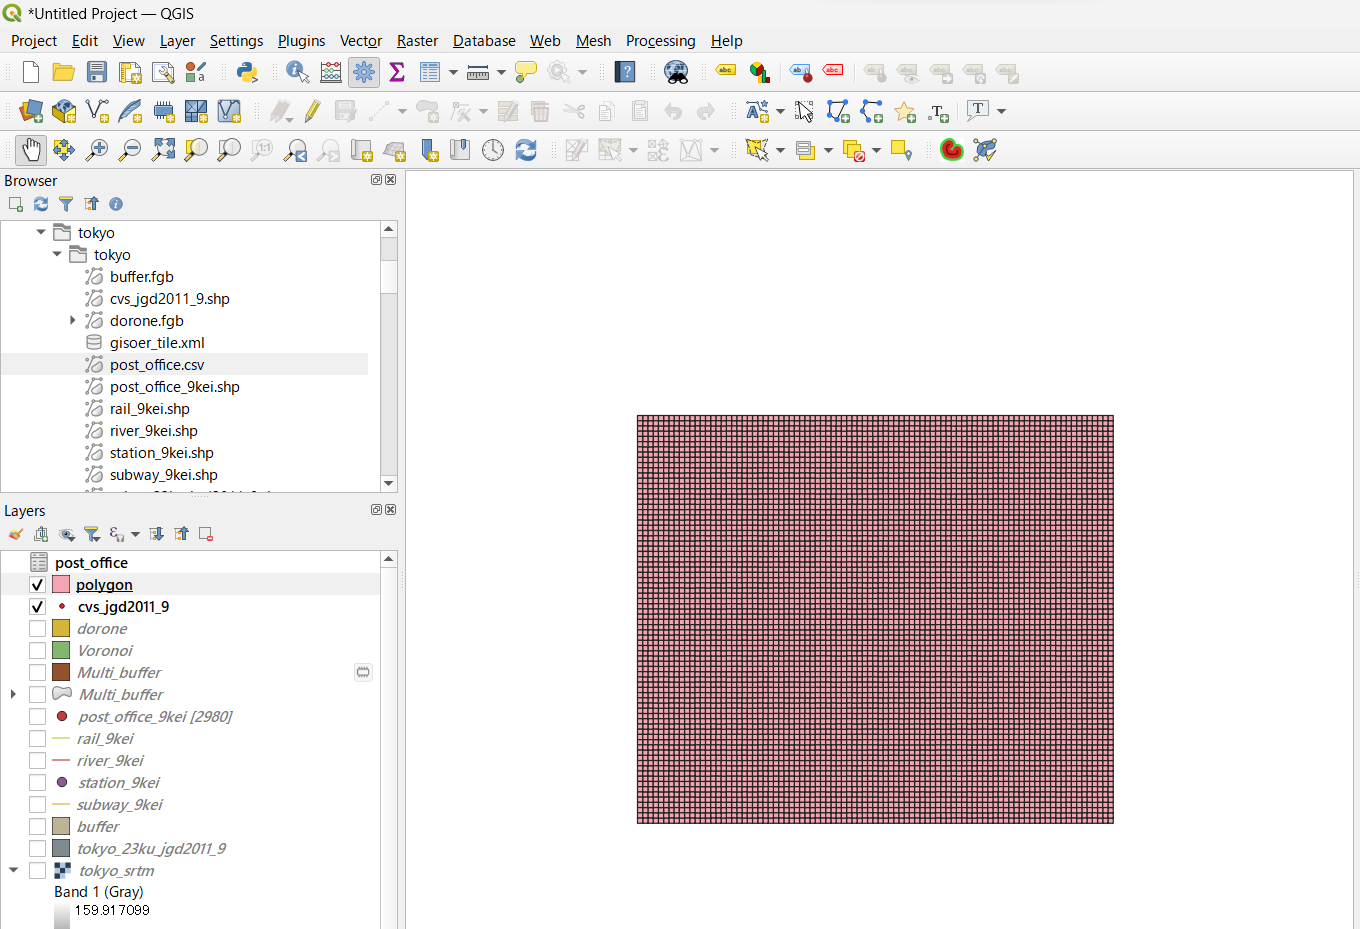 *Untitled Project — QGIS
Project Edit View Layer Settings Plugins Vector Raster Database Web Mesh Processing Help
Browser
tokyo
tokyo
buffer.fgb
cvs_jgd2011_9.shp
dorone.fgb
gisoer_tile.xml
post_office.csv
post_office_9kei.shp
rail_9kei.shp
river_9kei.shp
station_9kei.shp
subway_9kei.shp
Layers
post_office
polygon
cvs_jgd2011_9
dorone
Voronoi
Multi_buffer
Multi_buffer
post_office_9kei [2980]
rail_9kei
river_9kei
station_9kei
subway_9kei
buffer
tokyo_23ku_jgd2011_9
tokyo_srtm
Band 1 (Gray)
159.917099